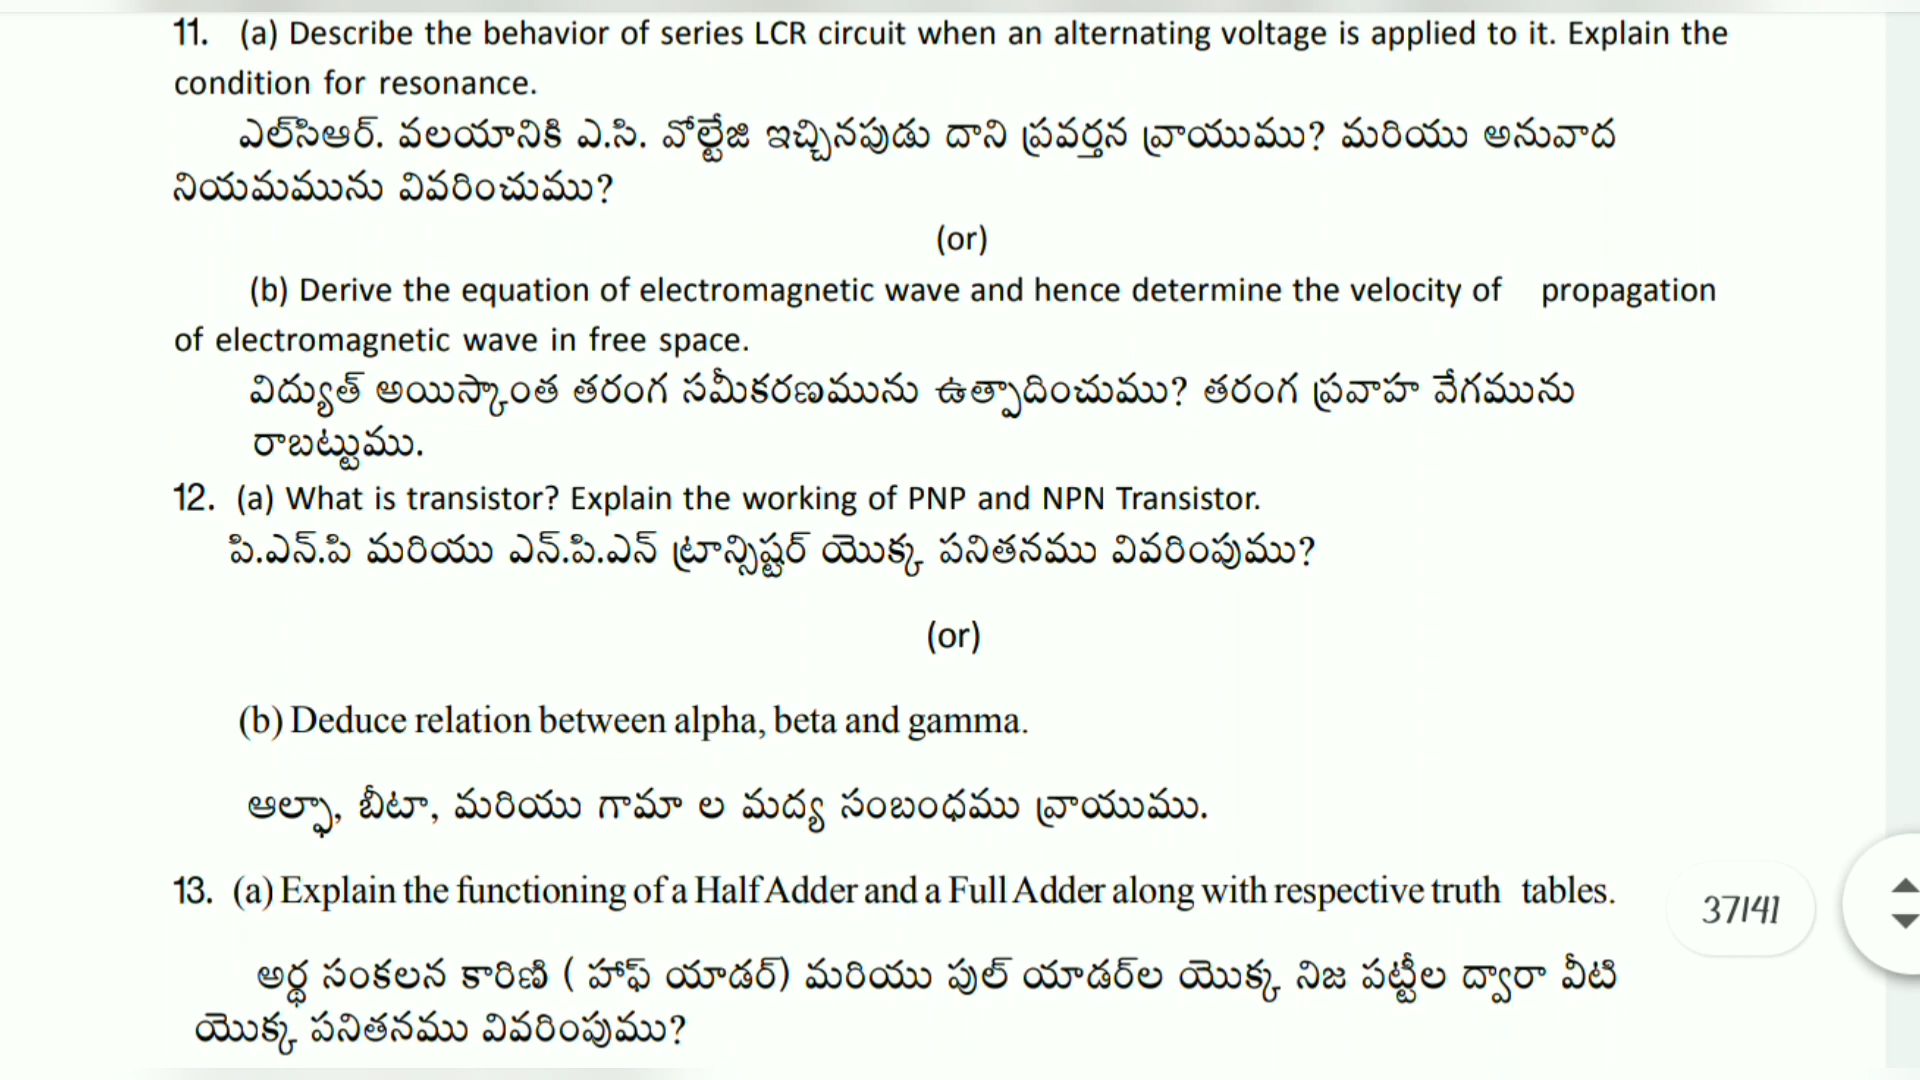 11. (a) Describe the behavior of series LCR circuit when an alternating voltage is applied to it. Explain the
condition for resonance.
ఎల్‌సిఆర్. వలయానికి ఎ.సి. వోల్టేజి ఇచ్చినపుడు దాని ప్రవర్తన వ్రాయుము? మరియు అనువాద
నియమమును వివరించుము?
(or)
(b) Derive the equation of electromagnetic wave and hence determine the velocity of propagation
of electromagnetic wave in free space.
విద్యుత్ అయిస్కాంత తరంగ సమీకరణమును ఉత్పాదించుము? తరంగ ప్రవాహ వేగమును
రాబట్టుము.
12. (a) What is transistor? Explain the working of PNP and NPN Transistor.
పి.ఎన్.పి మరియు ఎన్.పి.ఎన్ ట్రాన్సిష్టర్ యొక్క పనితనము వివరింపుము?
(or)
(b) Deduce relation between alpha, beta and gamma.
ఆల్ఫా, బీటా, మరియు గామా ల మద్య సంబంధము వ్రాయుము.
13. (a) Explain the functioning of a Half Adder and a Full Adder along with respective truth tables.
37/41
అర్థ సంకలన కారిణి ( హాఫ్ యాడర్) మరియు పుల్ యాడర్‌ల యొక్క నిజ పట్టీల ద్వారా వీటి
యొక్క పనితనము వివరింపుము?